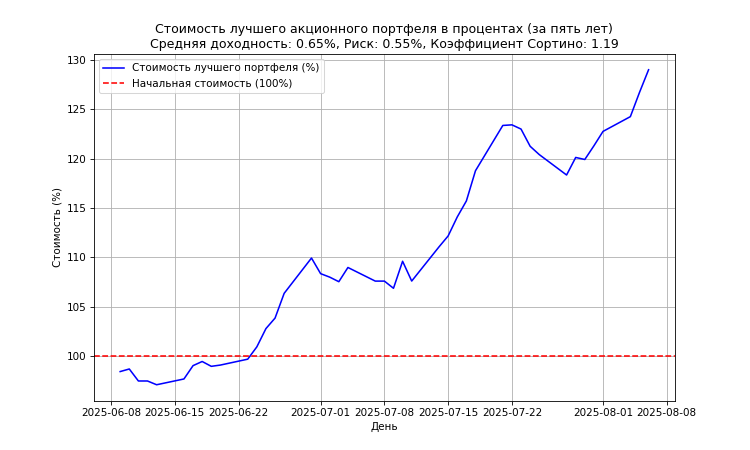 Стоимость лучшего акционного портфеля в процентах (за пять лет)
Средняя доходность: 0.65%, Риск: 0.55%, Коэффициент Сортино: 1.19
Стоимость лучшего портфеля (%)
Начальная стоимость (100%)
Стоимость (%)
130
125
120
115
110
105
100
2025-06-08 2025-06-15 2025-06-22 2025-07-01 2025-07-08 2025-07-15 2025-07-22 2025-08-01 2025-08-08
День